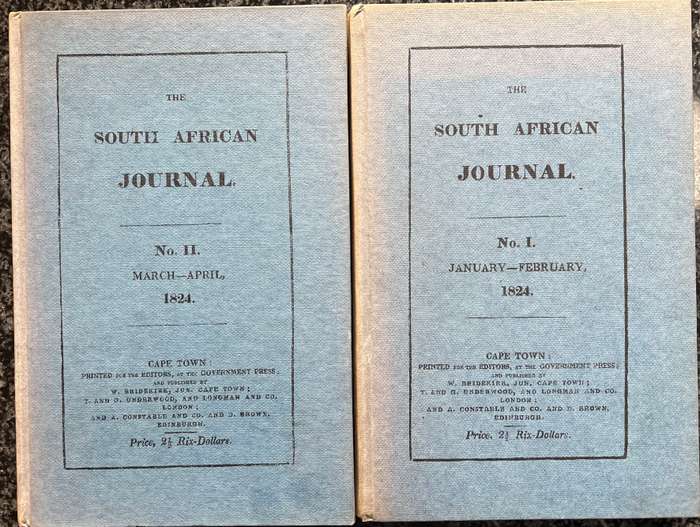 THE
SOUTH AFRICAN
JOURNAL.
No. II.
MARCH—APRIL,
1824.
CAPE TOWN:
PRINTED FOR THE EDITORS, AT THE GOVERNMENT PRESS;
AND PUBLISHED BY
W. BRIDEKIRK, JUN. CAPE TOWN;
T. AND G. UNDERWOOD, AND LONGMAN AND CO.
LONDON;
AND A. CONSTABLE AND CO. AND D. BROWN,
EDINBURGH.
Price, 2½ Rix-Dollars.
THE
SOUTH AFRICAN
JOURNAL.
No. I.
JANUARY—FEBRUARY,
1824.
CAPE TOWN:
PRINTED FOR THE EDITORS, AT THE GOVERNMENT PRESS;
AND PUBLISHED BY
W. BRIDEKIRK, JUN. CAPE TOWN;
T. AND G. UNDERWOOD, AND LONGMAN AND CO.
LONDON;
AND A. CONSTABLE AND CO. AND D. BROWN,
EDINBURGH.
Price, 2½ Rix-Dollars.